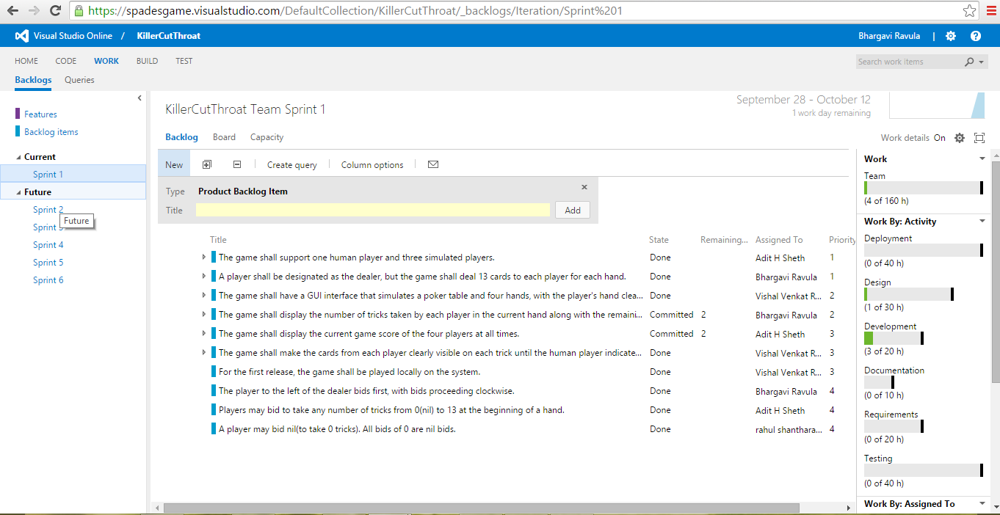 https://spadesgame.visualstudio.com/DefaultCollection/KillerCutThroat/_backlogs/Iteration/Sprint%201
Visual Studio Online / KillerCutThroat
Bhargavi Ravula |
HOME CODE WORK BUILD TEST
Search work items
Backlogs Queries
Features
Backlog items
Current
Sprint 1
Future
Sprint 2
Future
Sprint
Sprint 4
Sprint 5
Sprint 6
KillerCutThroat Team Sprint 1
September 28 - October 12
1 work day remaining
Backlog Board Capacity
Work details On
New Create query Column options
Type Product Backlog Item
Title Add
Title State Remaining... Assigned To Priority
The game shall support one human player and three simulated players. Done Adit H Sheth 1
A player shall be designated as the dealer, but the game shall deal 13 cards to each player for each hand. Done Bhargavi Ravula 1
The game shall have a GUI interface that simulates a poker table and four hands, with the player's hand clea... Done Vishal Venkat R... 2
The game shall display the number of tricks taken by each player in the current hand along with the remaini... Committed 2 Bhargavi Ravula 2
The game shall display the current game score of the four players at all times. Committed 2 Adit H Sheth 3
The game shall make the cards from each player clearly visible on each trick until the human player indicate... Done Vishal Venkat R... 3
For the first release, the game shall be played locally on the system. Done Vishal Venkat R... 3
The player to the left of the dealer bids first, with bids proceeding clockwise. Done Bhargavi Ravula 4
Players may bid to take any number of tricks from 0(nil) to 13 at the beginning of a hand. Done Adit H Sheth 4
A player may bid nil(to take 0 tricks). All bids of 0 are nil bids. Done rahul shanthara... 4
Work
Team
(4 of 160 h)
Work By: Activity
Deployment
(0 of 40 h)
Design
(1 of 30 h)
Development
(3 of 20 h)
Documentation
(0 of 10 h)
Requirements
(0 of 20 h)
Testing
(0 of 40 h)
Work By: Assigned To